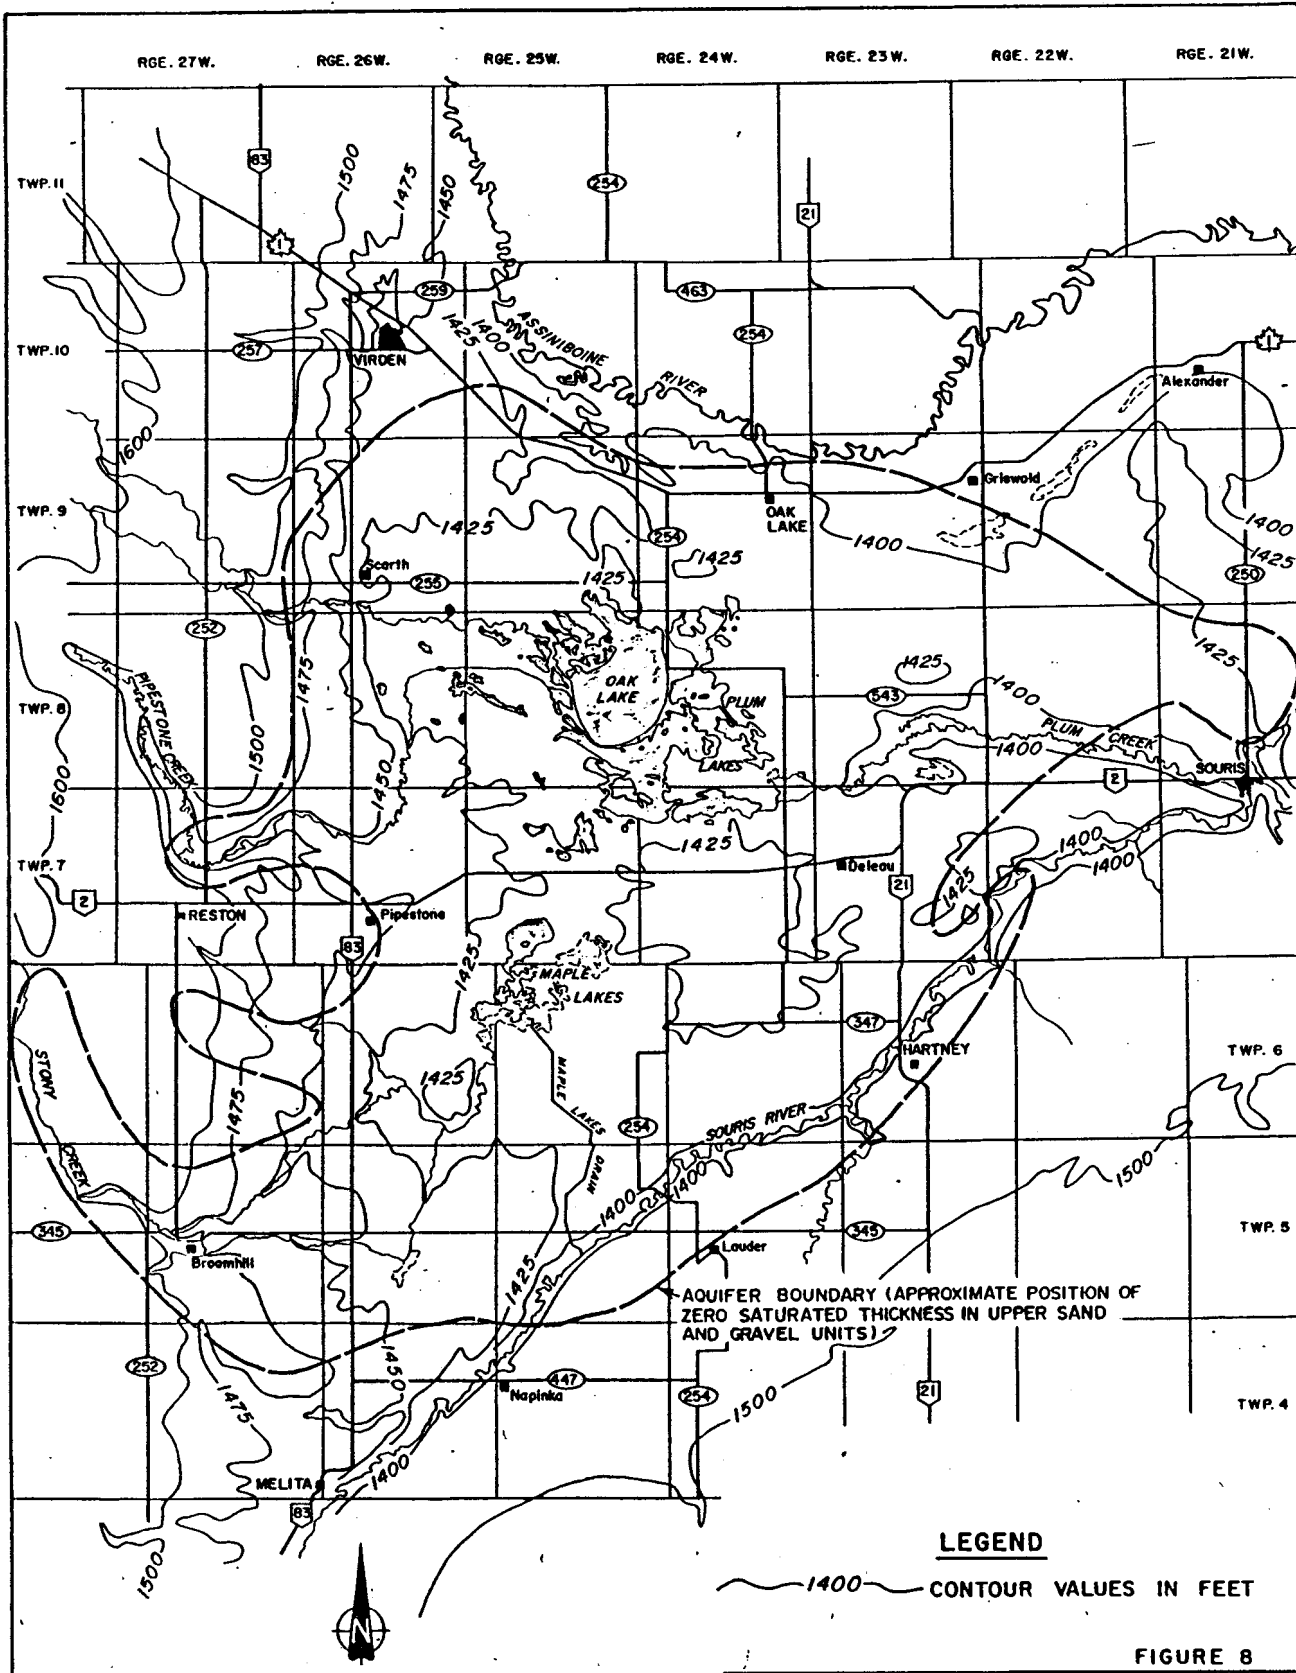 RGE. 27W. RGE. 26W. RGE. 25W. RGE. 24W. RGE. 23W. RGE. 22W. RGE. 21W.
83
1500
1475
1450
254
21
TWP. 11
1
259
463
ASSINIBOINE
RIVER
1400
1425
254
1
TWP. 10
257
VIRDEN
Alexander
1600
Griswold
OAK
LAKE
TWP. 9
1425
254
1400
1400
1425
Scarth
255
1425
1425
250
252
1475
1425
1425
PIPESTONE CREEK
OAK
LAKE
PLUM
LAKES
543
1400
PLUM CREEK
1400
TWP. 8
1500
1450
1600
2
SOURIS
1425
1400
1400
TWP. 7
Deleau
1425
21
2
RESTON
Pipestone
83
1425
MAPLE
LAKES
347
HARTNEY
TWP. 6
STONY
CREEK
1475
1425
MAPLE
LAKES
DRAIN
254
SOURIS RIVER
1500
1400
1400
345
345
TWP. 5
Broomhill
Lauder
1425
AQUIFER BOUNDARY (APPROXIMATE POSITION OF
ZERO SATURATED THICKNESS IN UPPER SAND
AND GRAVEL UNITS)
252
1450
447
Napinka
254
21
1500
TWP. 4
1475
1400
MELITA
83
1500
N
LEGEND
1400 CONTOUR VALUES IN FEET
FIGURE 8